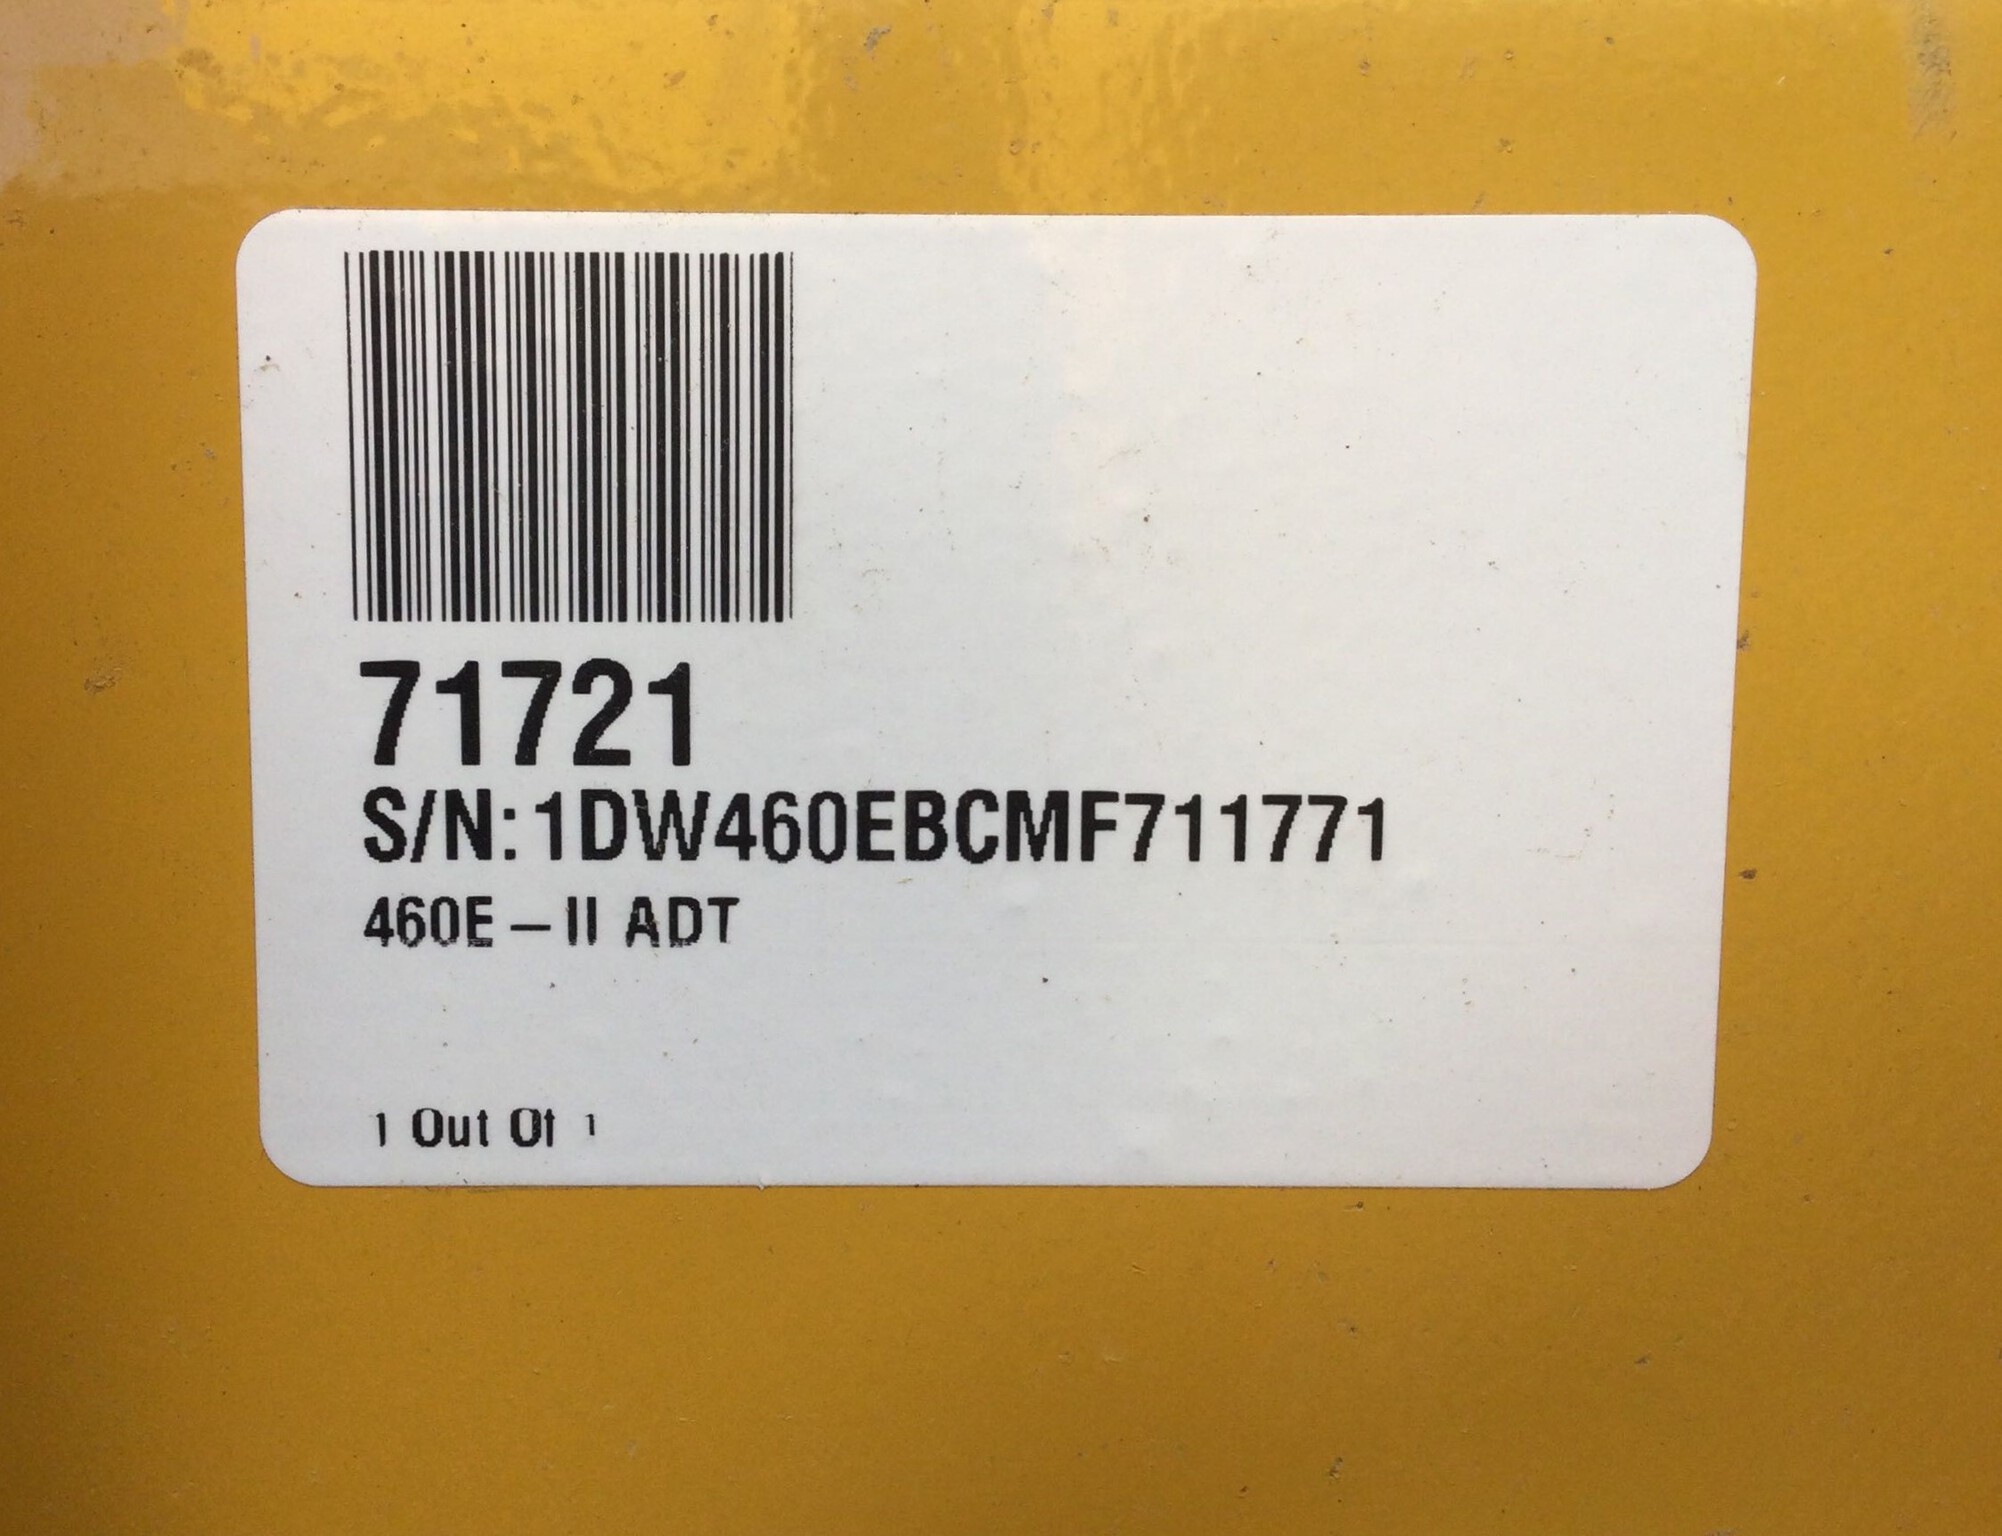 71721
S/N: 1DW460EBCMF711771
460E – II ADT
1 Out Of 1